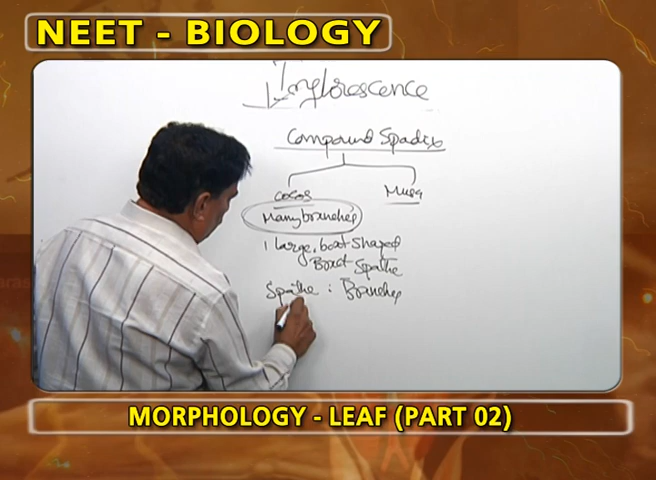 NEET - BIOLOGY
Inflorescence
Compound Spadix
Cocos Musa
Many branches
1 large, boat shaped
Bract Spathe
Spathe : Branches
MORPHOLOGY - LEAF (PART 02)